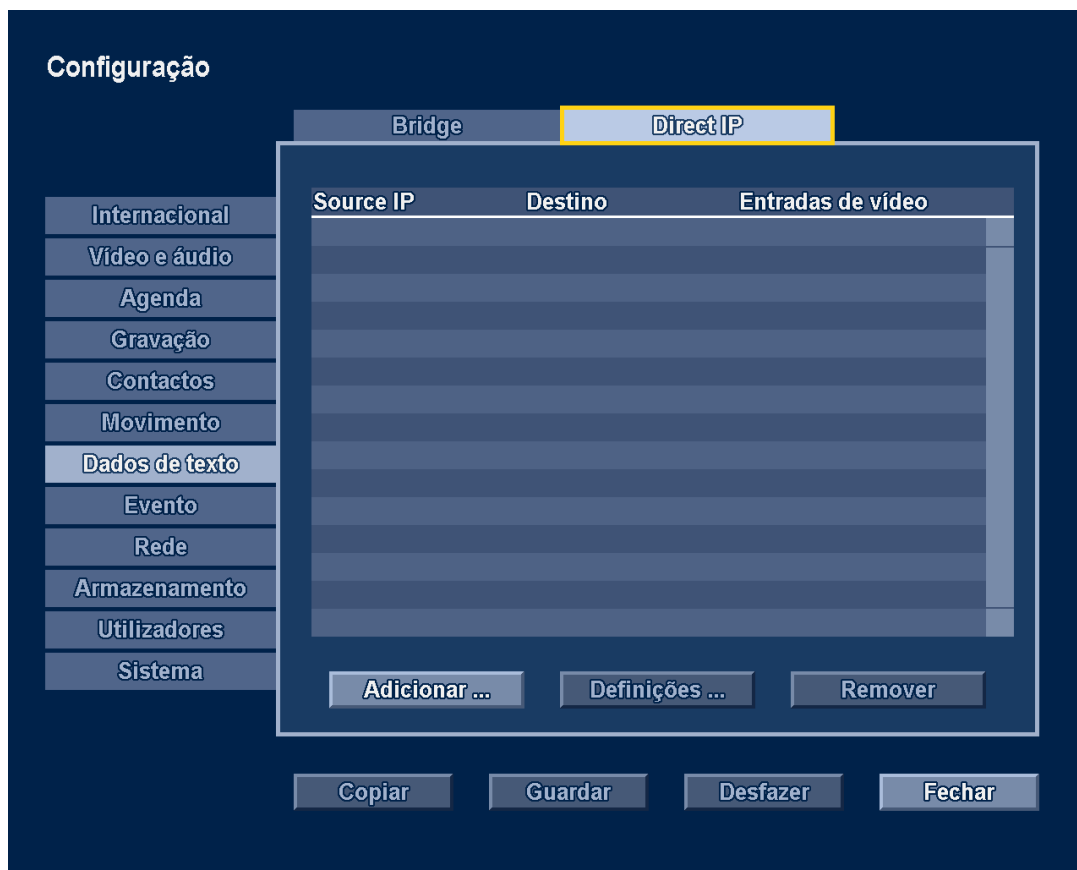 Configuração
Bridge
Direct IP
Source IP Destino Entradas de vídeo
Internacional
Vídeo e áudio
Agenda
Gravação
Contactos
Movimento
Dados de texto
Evento
Rede
Armazenamento
Utilizadores
Sistema
Adicionar ... Definições ... Remover
Copiar Guardar Desfazer Fechar